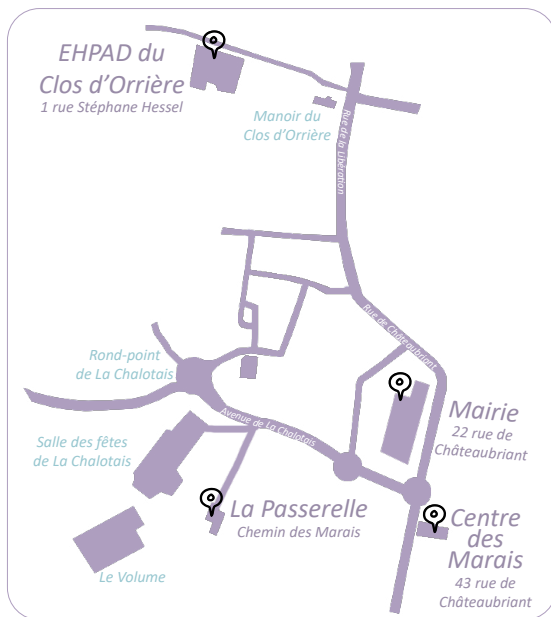 EHPAD du
Clos d'Orrière
1 rue Stéphane Hessel
Manoir du
Clos d'Orrière
Rue de la Libération
Rue de Châteaubriant
Rond-point
de La Chalotais
Avenue de La Chalotais
Mairie
22 rue de
Châteaubriant
Salle des fêtes
de La Chalotais
La Passerelle
Chemin des Marais
Centre
des
Marais
43 rue de
Châteaubriant
Le Volume